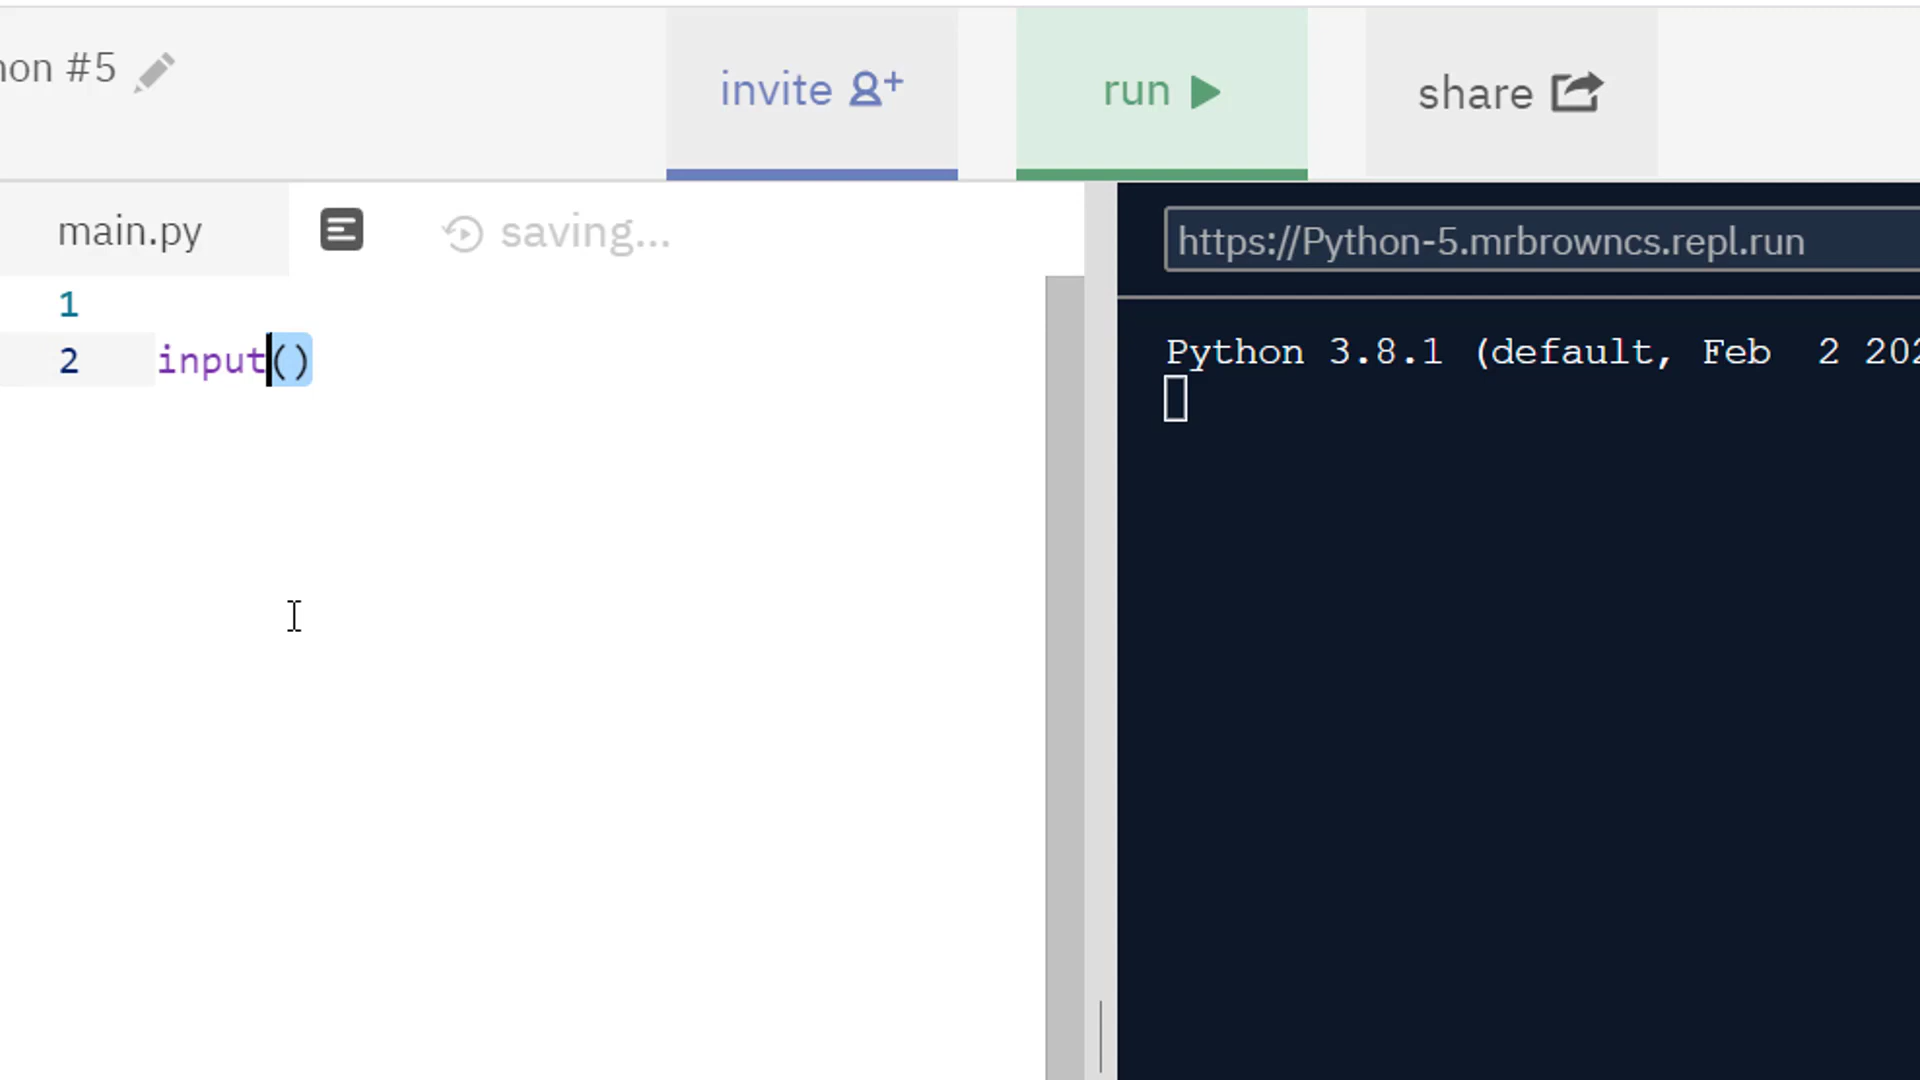 hon #5
invite
run
share
main.py
saving...
https://Python-5.mrbrowncs.repl.run
1
2 input()
Python 3.8.1 (default, Feb  2 202